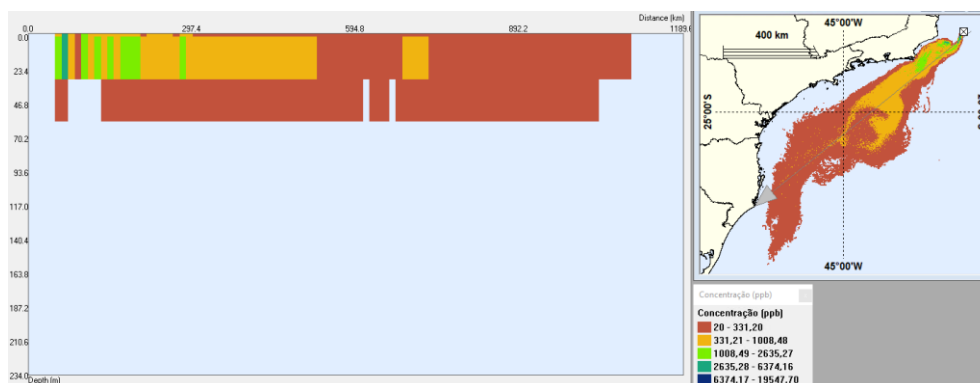 Distance (km)
0.0 297.4 594.8 892.2 1189.6
0.0
23.4
46.8
70.2
93.6
117.0
140.4
163.8
187.2
210.6
234.0
Depth (m)
45°00'W
400 km
25°00'S
45°00'W
Concentração (ppb)
Concentração (ppb)
20 - 331,20
331,21 - 1008,48
1008,49 - 2635,27
2635,28 - 6374,16
6374,17 - 19547,70